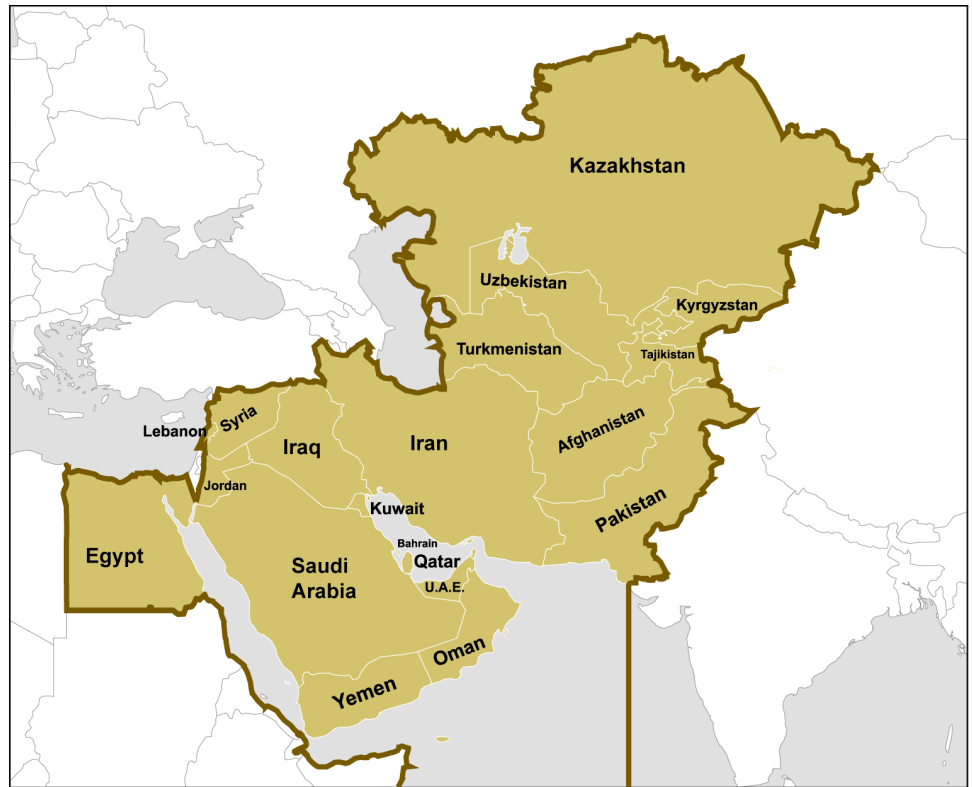 Kazakhstan
Uzbekistan
Kyrgyzstan
Turkmenistan
Tajikistan
Lebanon
Syria
Iraq
Iran
Afghanistan
Jordan
Kuwait
Pakistan
Egypt
Saudi
Arabia
Bahrain
Qatar
U.A.E.
Oman
Yemen